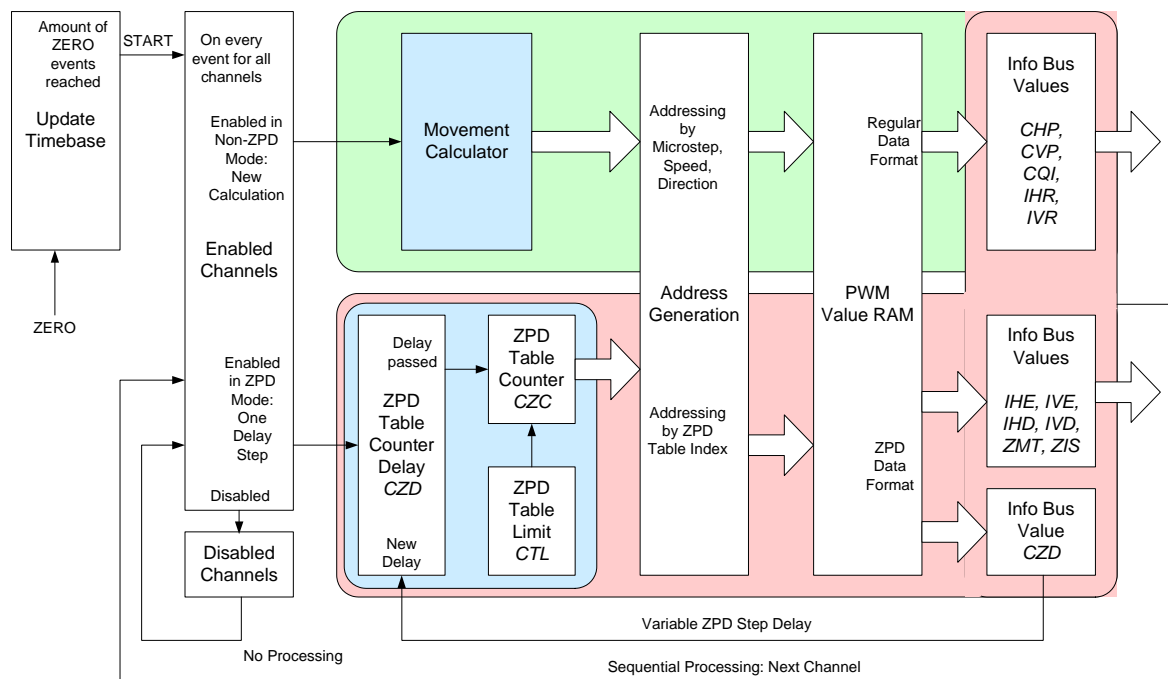 Amount of
ZERO
events
reached
Update
Timebase
START
ZERO
On every
event for all
channels
Enabled in
Non-ZPD
Mode:
New
Calculation
Enabled
Channels
Enabled
in ZPD
Mode:
One
Delay
Step
Disabled
Disabled
Channels
No Processing
Movement
Calculator
Delay
passed
ZPD
Table
Counter
Delay
CZD
New
Delay
ZPD
Table
Counter
CZC
ZPD
Table
Limit
CTL
Addressing
by
Microstep,
Speed,
Direction
Address
Generation
Addressing
by ZPD
Table Index
Regular
Data
Format
PWM
Value RAM
ZPD
Data
Format
Info Bus
Values
CHP,
CVP,
CQI,
IHR,
IVR
Info Bus
Values
IHE, IVE,
IHD, IVD,
ZMT, ZIS
Info Bus
Value
CZD
Variable ZPD Step Delay
Sequential Processing: Next Channel